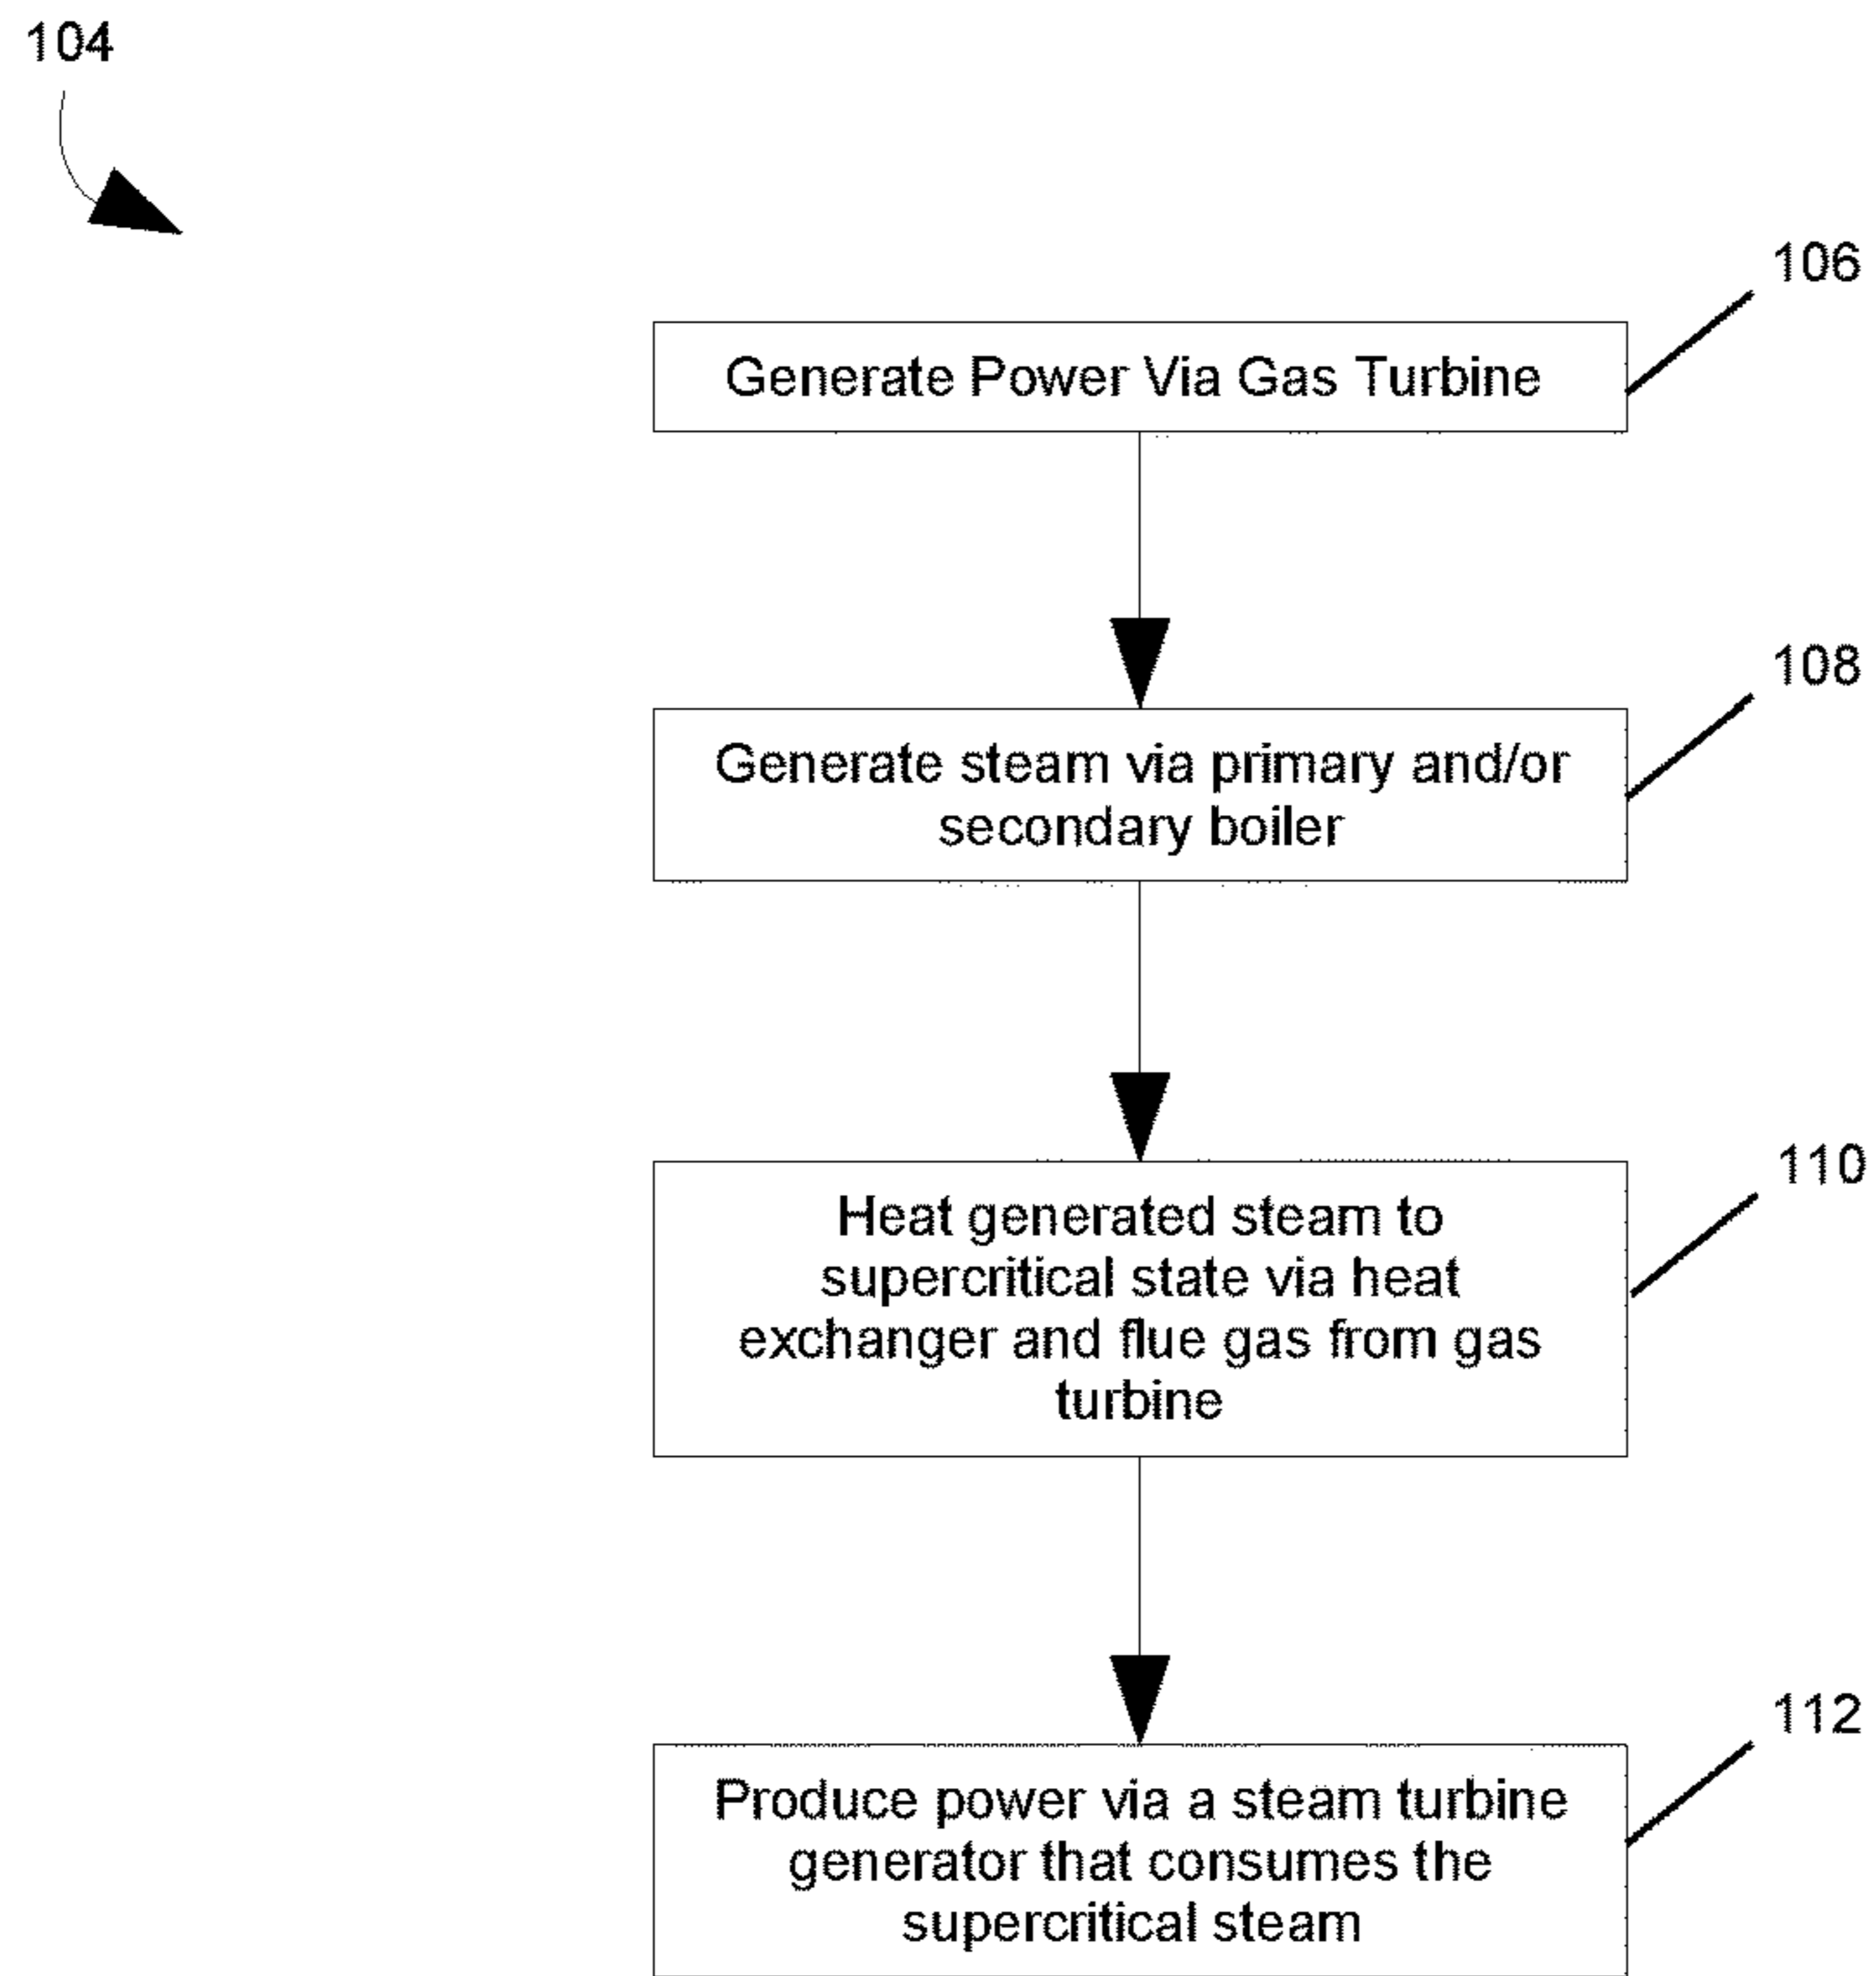 104
106
Generate Power Via Gas Turbine
108
Generate steam via primary and/or
secondary boiler
110
Heat generated steam to
supercritical state via heat
exchanger and flue gas from gas
turbine
112
Produce power via a steam turbine
generator that consumes the
supercritical steam